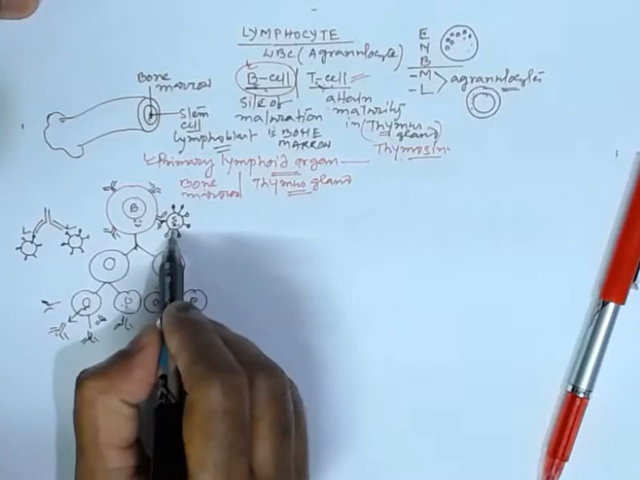 LYMPHOCYTE
WBC (Agranulocyte)
B-cell | T-cell
site of maturation is BONE MARROW
attain maturity in (Thymus gland)
Thymosin
E
N
B
-M
-L
agranulocytes
Bone marrow
Stem cell
lymphoblast
Primary lymphoid organ
Bone marrow | Thymus gland
B